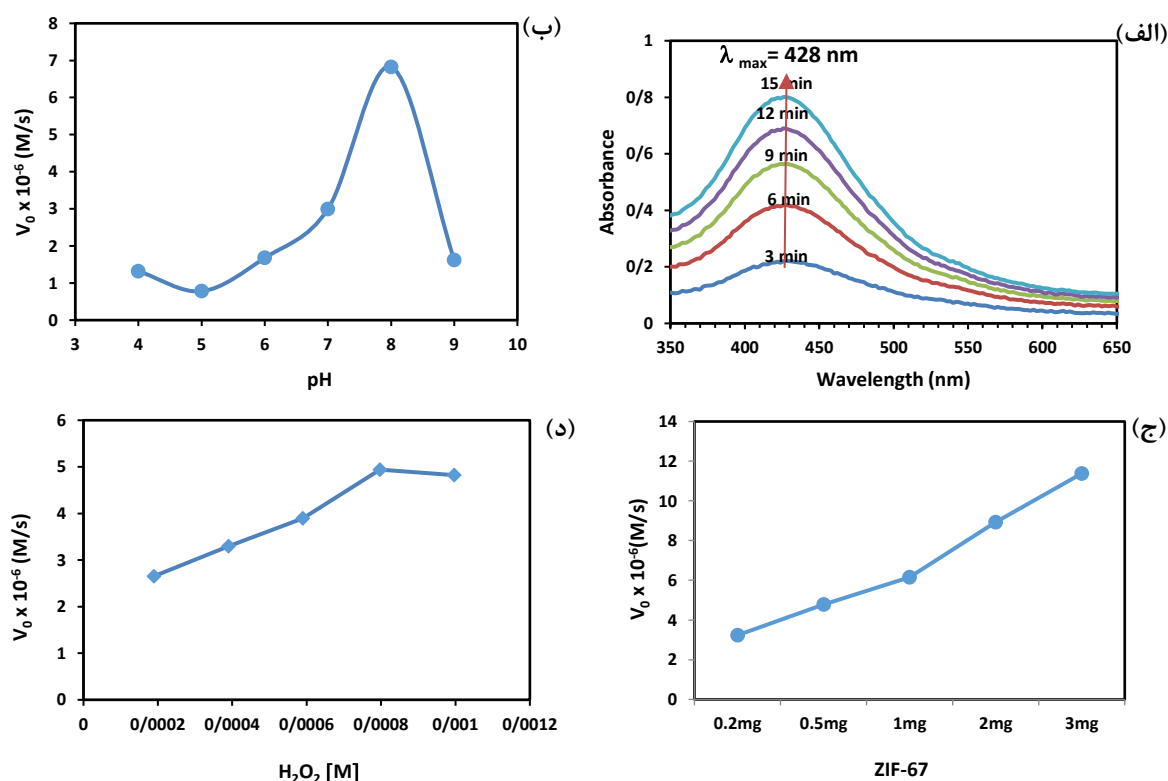 (الف)
λ max= 428 nm
15 min
12 min
9 min
6 min
3 min
1
0/8
0/6
0/4
0/2
0
Absorbance
350 400 450 500 550 600 650
Wavelength (nm)
(ب)
8
7
6
5
4
3
2
1
0
V0 x 10-6 (M/s)
3 4 5 6 7 8 9 10
pH
(ج)
14
12
10
8
6
4
2
0
V0 x 10-6(M/s)
0.2mg 0.5mg 1mg 2mg 3mg
ZIF-67
(د)
6
5
4
3
2
1
0
V0 x 10-6 (M/s)
0 0/0002 0/0004 0/0006 0/0008 0/001 0/0012
H2O2 [M]